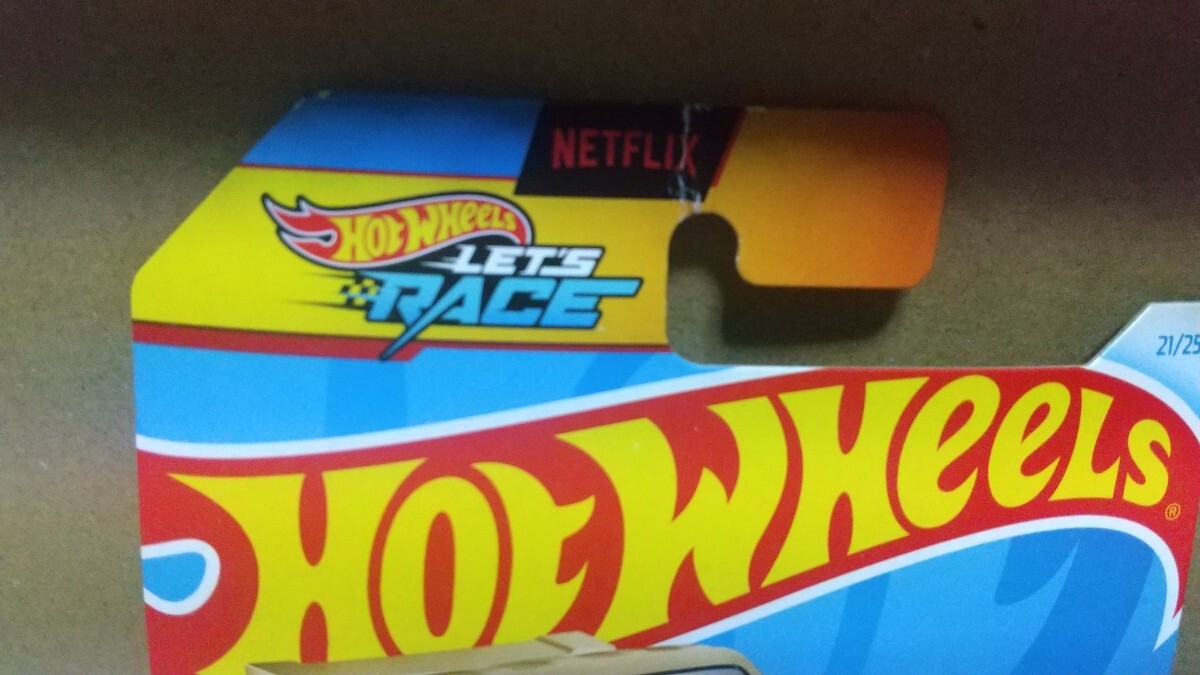 NETFLIX
HOT WHEELS
LET'S
RACE
21/25
HOT WHEELS®